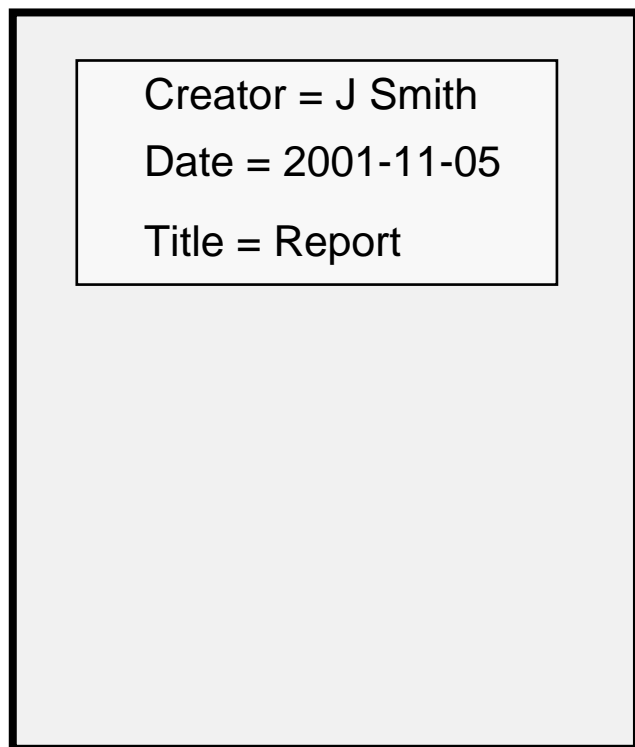 Creator = J Smith
Date = 2001-11-05
Title = Report